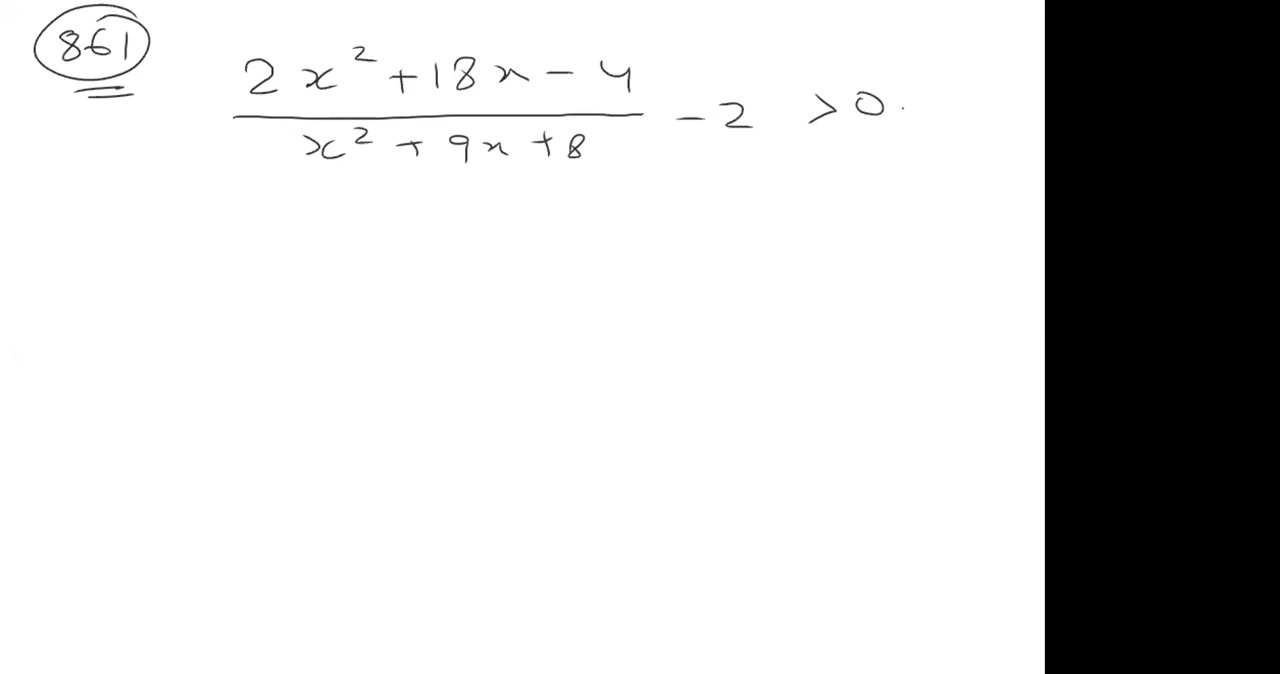 861
2x² + 18x - 4
x² + 9x + 8
- 2 > 0.